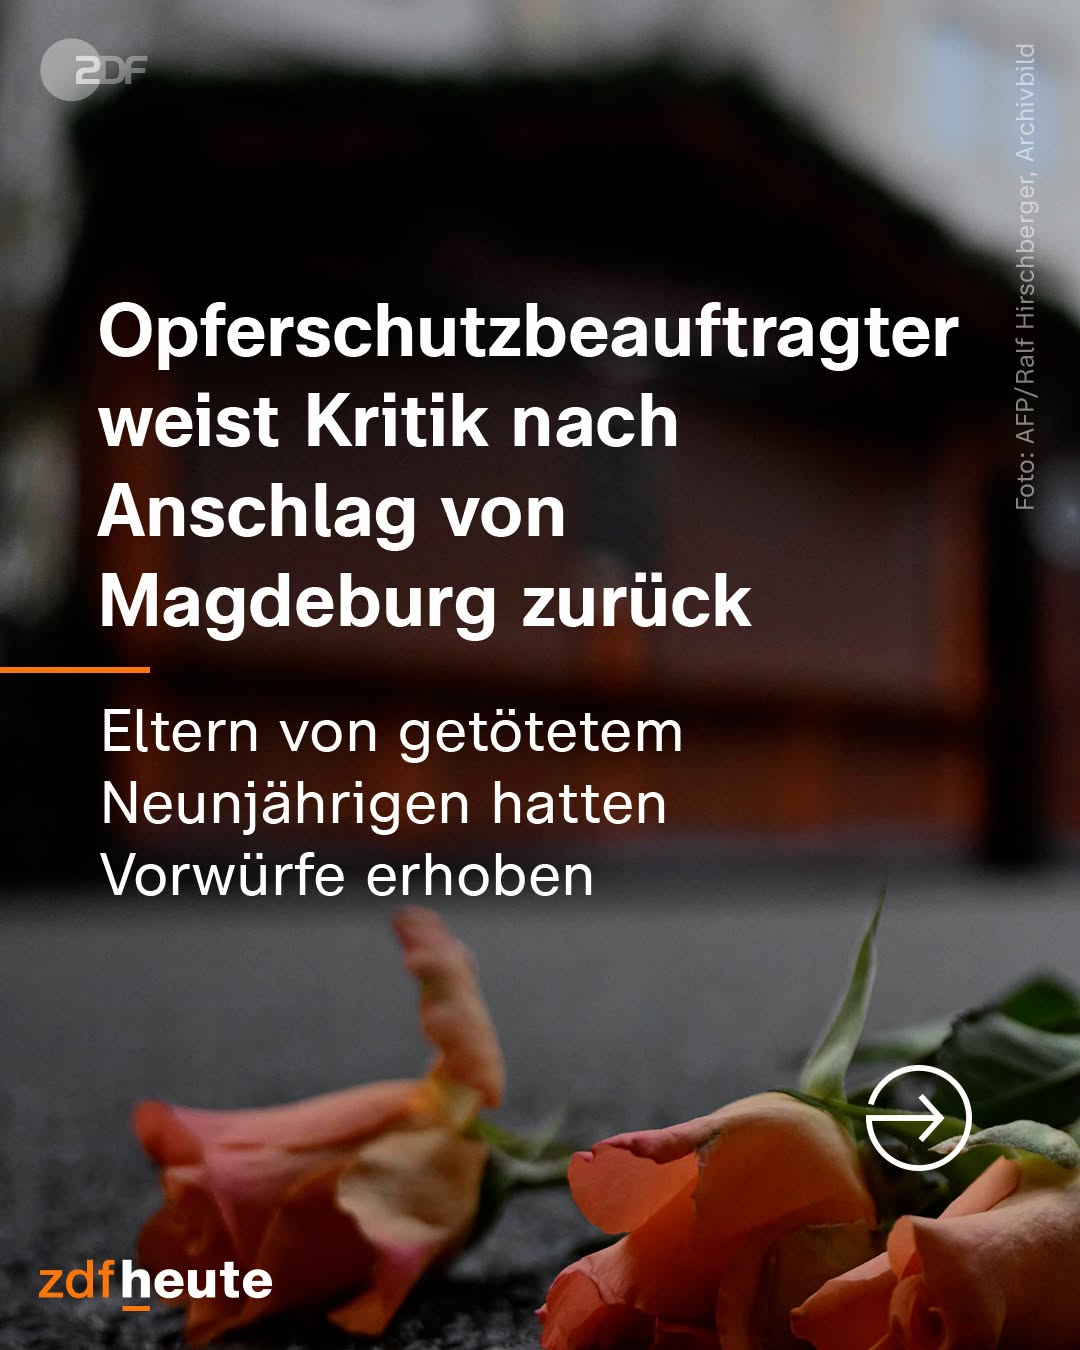 ZDF
Foto: AFP/Ralf Hirschberger, Archivbild
Opferschutzbeauftragter
weist Kritik nach
Anschlag von
Magdeburg zurück
Eltern von getötetem
Neunjährigen hatten
Vorwürfe erhoben
zdfheute